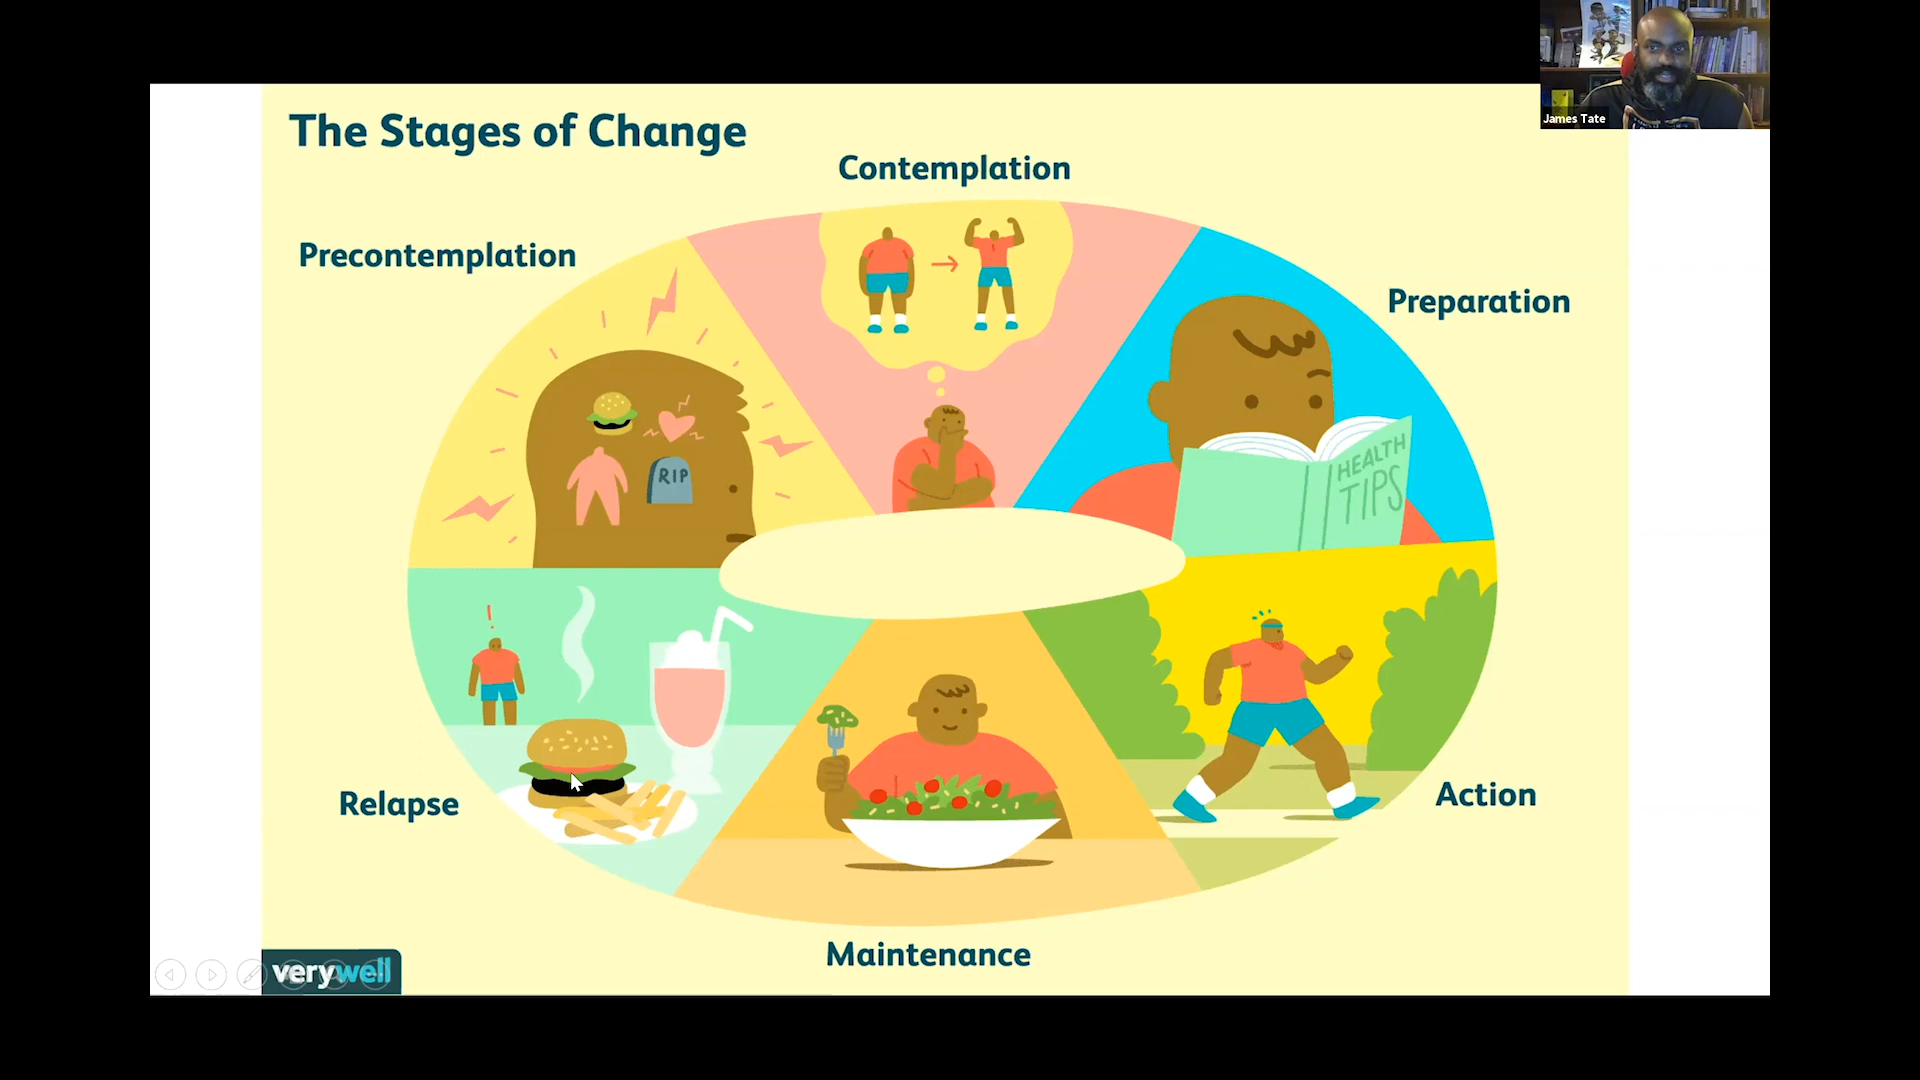 James Tate
The Stages of Change
Contemplation
Precontemplation
Preparation
RIP
HEALTH
TIPS
Relapse
Action
Maintenance
verywell